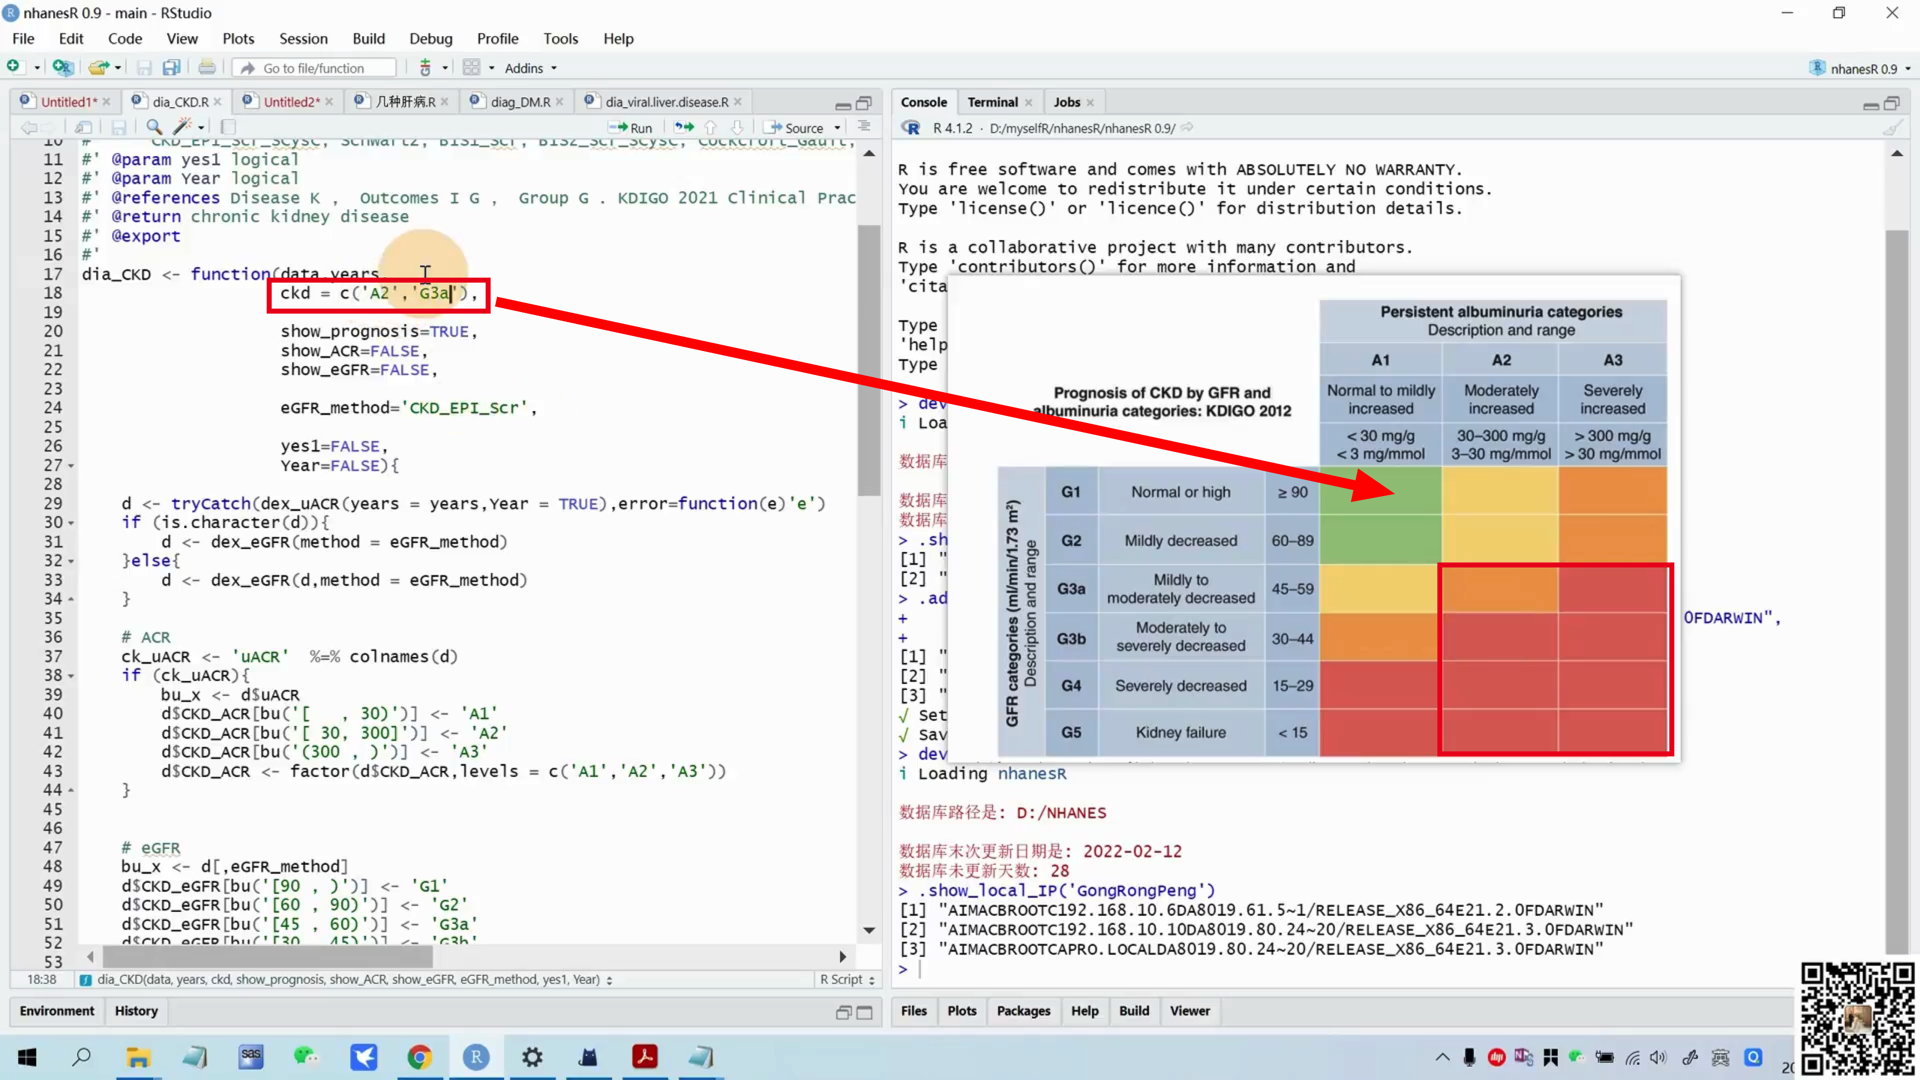 nhanesR 0.9 - main - RStudio
File Edit Code View Plots Session Build Debug Profile Tools Help
Go to file/function
Addins
nhanesR 0.9
Untitled1* dia_CKD.R Untitled2* 几种肝病.R diag_DM.R dia_viral.liver.disease.R
Run Source
10 #' CKD_EPI_Scr_Scysc, Schwartz, BIS1_Scr, BIS2_Scr_Scysc, Cockcroft_Gault,
11 #' @param yes1 logical
12 #' @param Year logical
13 #' @references Disease K , Outcomes I G , Group G . KDIGO 2021 Clinical Prac
14 #' @return chronic kidney disease
15 #' @export
16 #'
17 dia_CKD <- function(data,years,
18 ckd = c('A2','G3a'),
19
20 show_prognosis=TRUE,
21 show_ACR=FALSE,
22 show_eGFR=FALSE,
23
24 eGFR_method='CKD_EPI_Scr',
25
26 yes1=FALSE,
27 Year=FALSE){
28
29 d <- tryCatch(dex_uACR(years = years,Year = TRUE),error=function(e)'e')
30 if (is.character(d)){
31 d <- dex_eGFR(method = eGFR_method)
32 }else{
33 d <- dex_eGFR(d,method = eGFR_method)
34 }
35
36 # ACR
37 ck_uACR <- 'uACR' %=% colnames(d)
38 if (ck_uACR){
39 bu_x <- d$uACR
40 d$CKD_ACR[bu('[ , 30)')] <- 'A1'
41 d$CKD_ACR[bu('[ 30, 300]')] <- 'A2'
42 d$CKD_ACR[bu('(300 , )')] <- 'A3'
43 d$CKD_ACR <- factor(d$CKD_ACR,levels = c('A1','A2','A3'))
44 }
45
46
47 # eGFR
48 bu_x <- d[,eGFR_method]
49 d$CKD_eGFR[bu('[90 , )')] <- 'G1'
50 d$CKD_eGFR[bu('[60 , 90)')] <- 'G2'
51 d$CKD_eGFR[bu('[45 , 60)')] <- 'G3a'
52 d$CKD_eGFR[bu('[30 , 45)')] <- 'G3b'
53
18:38 dia_CKD(data, years, ckd, show_prognosis, show_ACR, show_eGFR, eGFR_method, yes1, Year) R Script
Environment History
Console Terminal Jobs
R 4.1.2 · D:/myselfR/nhanesR/nhanesR 0.9/
R is free software and comes with ABSOLUTELY NO WARRANTY.
You are welcome to redistribute it under certain conditions.
Type 'license()' or 'licence()' for distribution details.
R is a collaborative project with many contributors.
Type 'contributors()' for more information and
'cita
Type
'help
Type
> dev
i Loa
数据库
数据库
数据库
> .sh
[1] "
[2] "
> .ad
+ OFDARWIN",
+
[1] "
[2] "
[3] "
√ Set
√ Sav
> dev
i Loading nhanesR
数据库路径是: D:/NHANES
数据库末次更新日期是: 2022-02-12
数据库未更新天数: 28
> .show_local_IP('GongRongPeng')
[1] "AIMACBROOTC192.168.10.6DA8019.61.5~1/RELEASE_X86_64E21.2.0FDARWIN"
[2] "AIMACBROOTC192.168.10.10DA8019.80.24~20/RELEASE_X86_64E21.3.0FDARWIN"
[3] "AIMACBROOTCAPRO.LOCALDA8019.80.24~20/RELEASE_X86_64E21.3.0FDARWIN"
>
Prognosis of CKD by GFR and
albuminuria categories: KDIGO 2012
Persistent albuminuria categories
Description and range
A1 A2 A3
Normal to mildly increased Moderately increased Severely increased
< 30 mg/g < 3 mg/mmol 30–300 mg/g 3–30 mg/mmol > 300 mg/g > 30 mg/mmol
GFR categories (ml/min/1.73 m²)
Description and range
G1 Normal or high ≥ 90
G2 Mildly decreased 60–89
G3a Mildly to moderately decreased 45–59
G3b Moderately to severely decreased 30–44
G4 Severely decreased 15–29
G5 Kidney failure < 15
Files Plots Packages Help Build Viewer